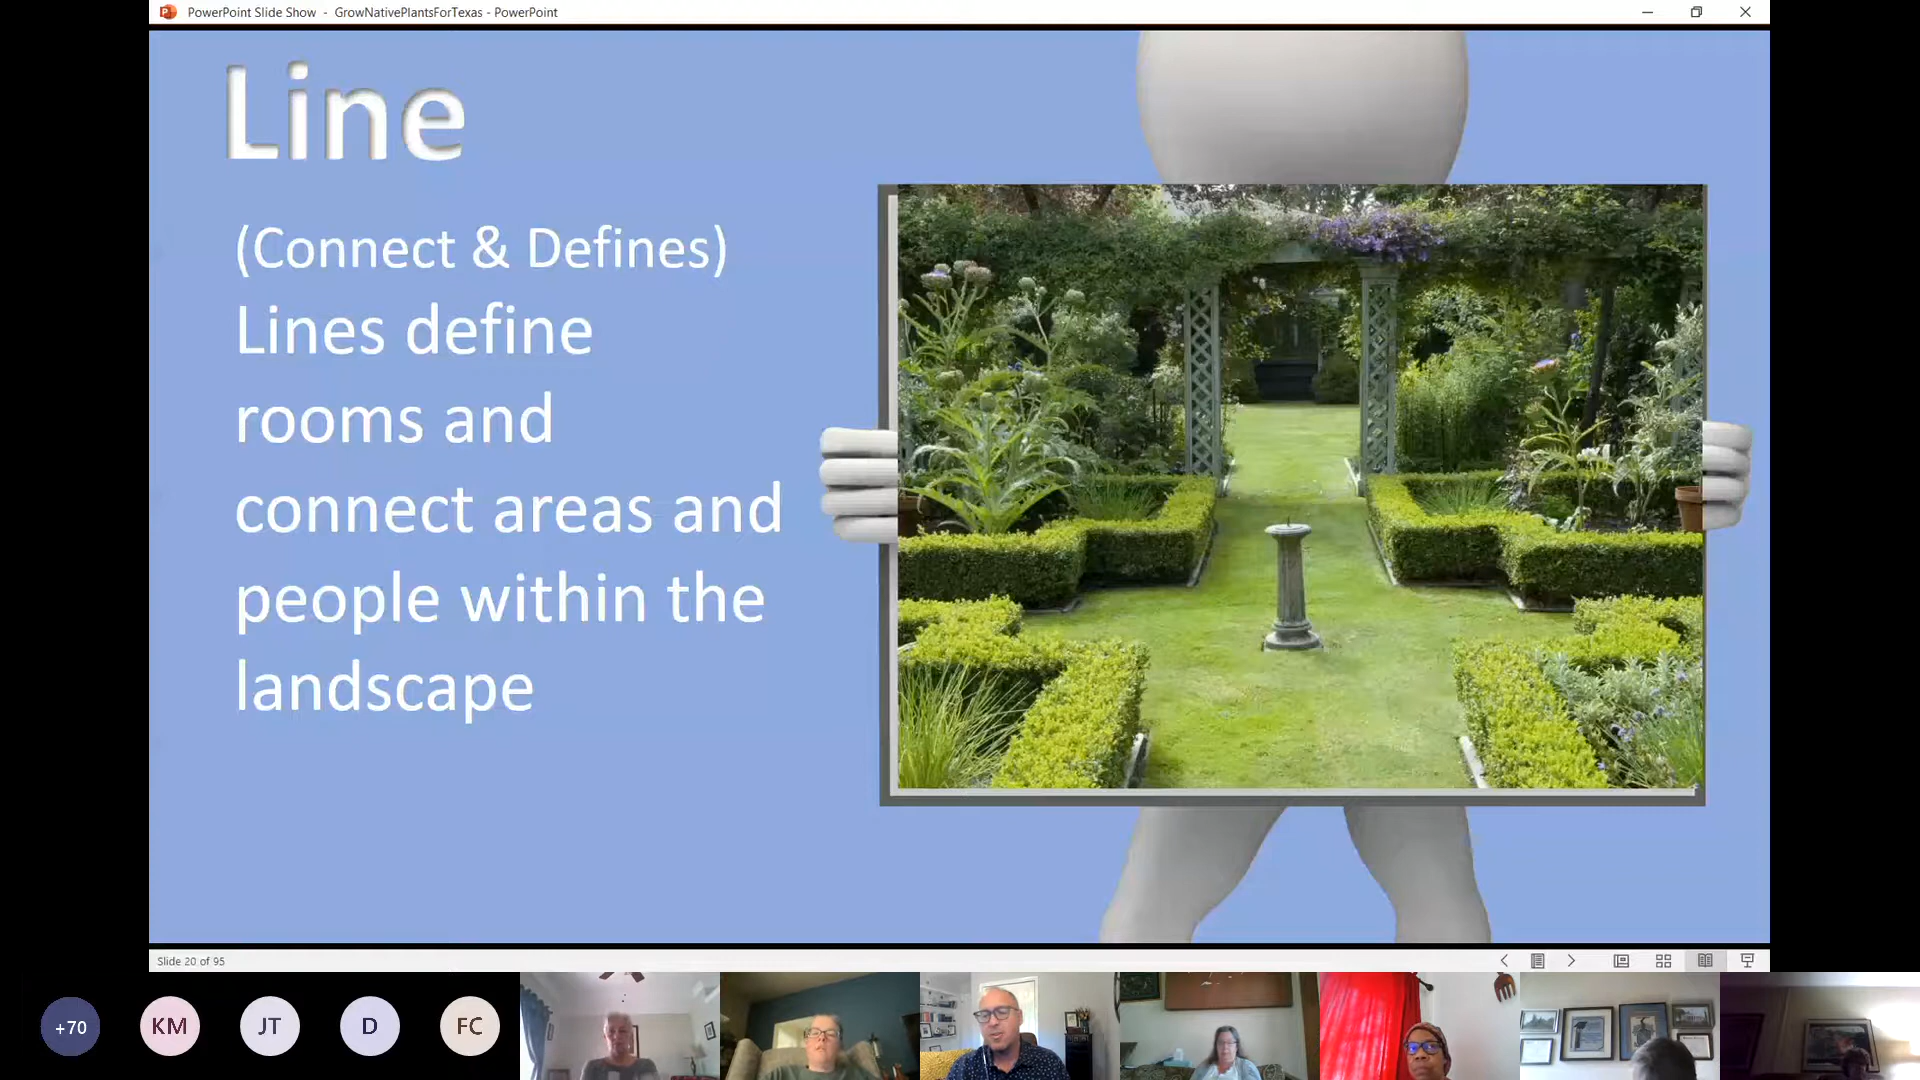 PowerPoint Slide Show - GrowNativePlantsForTexas - PowerPoint
Line
(Connect & Defines)
Lines define
rooms and
connect areas and
people within the
landscape
Slide 20 of 95
+70
KM
JT
D
FC